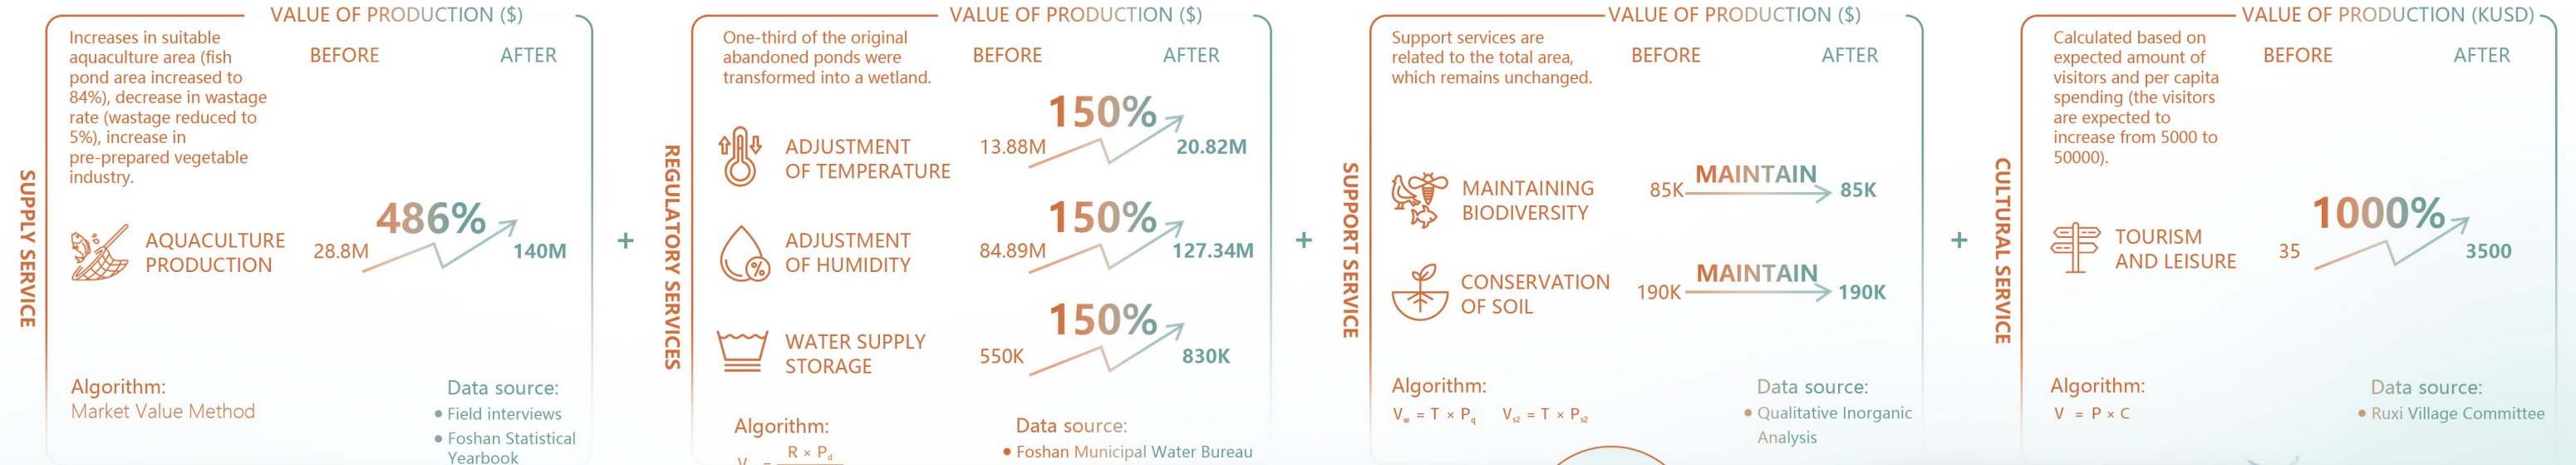 SUPPLY SERVICE
VALUE OF PRODUCTION ($)
Increases in suitable
aquaculture area (fish
pond area increased to
84%), decrease in wastage
rate (wastage reduced to
5%), increase in
pre-prepared vegetable
industry.
BEFORE
AFTER
AQUACULTURE
PRODUCTION
28.8M
486%
140M
Algorithm:
Market Value Method
Data source:
• Field interviews
• Foshan Statistical
Yearbook
+
REGULATORY SERVICES
VALUE OF PRODUCTION ($)
One-third of the original
abandoned ponds were
transformed into a wetland.
BEFORE
AFTER
ADJUSTMENT
OF TEMPERATURE
13.88M
150%
20.82M
%
ADJUSTMENT
OF HUMIDITY
84.89M
150%
127.34M
WATER SUPPLY
STORAGE
550K
150%
830K
Algorithm:
R × Pd
=
Data source:
• Foshan Municipal Water Bureau
+
SUPPORT SERVICE
VALUE OF PRODUCTION ($)
Support services are
related to the total area,
which remains unchanged.
BEFORE
AFTER
MAINTAINING
BIODIVERSITY
85K
MAINTAIN
85K
CONSERVATION
OF SOIL
190K
MAINTAIN
190K
Algorithm:
Vw = T × Pq   Vs2 = T × Ps2
Data source:
• Qualitative Inorganic
Analysis
+
CULTURAL SERVICE
VALUE OF PRODUCTION (KUSD)
Calculated based on
expected amount of
visitors and per capita
spending (the visitors
are expected to
increase from 5000 to
50000).
BEFORE
AFTER
TOURISM
AND LEISURE
35
1000%
3500
Algorithm:
V = P × C
Data source:
• Ruxi Village Committee